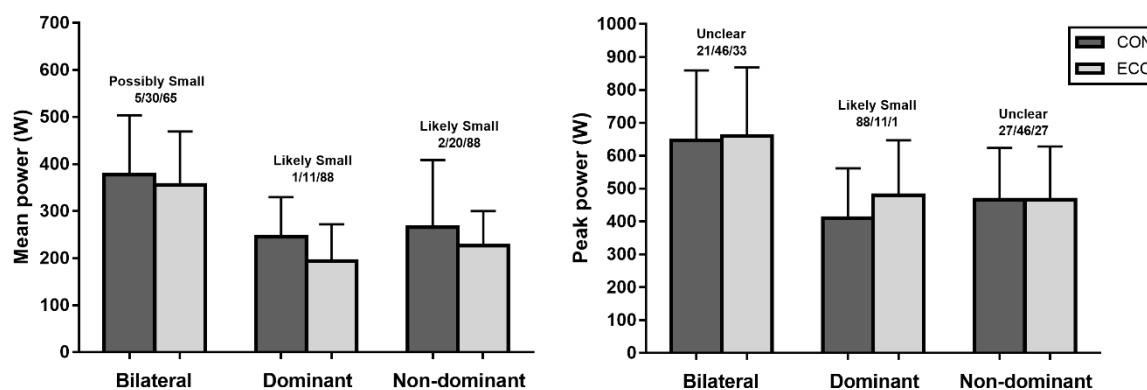 700
600
500
400
300
200
100
0
Mean power (W)
Possibly Small
5/30/65
Likely Small
1/11/88
Likely Small
2/20/88
Bilateral
Dominant
Non-dominant
1000
900
800
700
600
500
400
300
200
100
0
Peak power (W)
Unclear
21/46/33
Likely Small
88/11/1
Unclear
27/46/27
Bilateral
Dominant
Non-dominant
CON
ECC